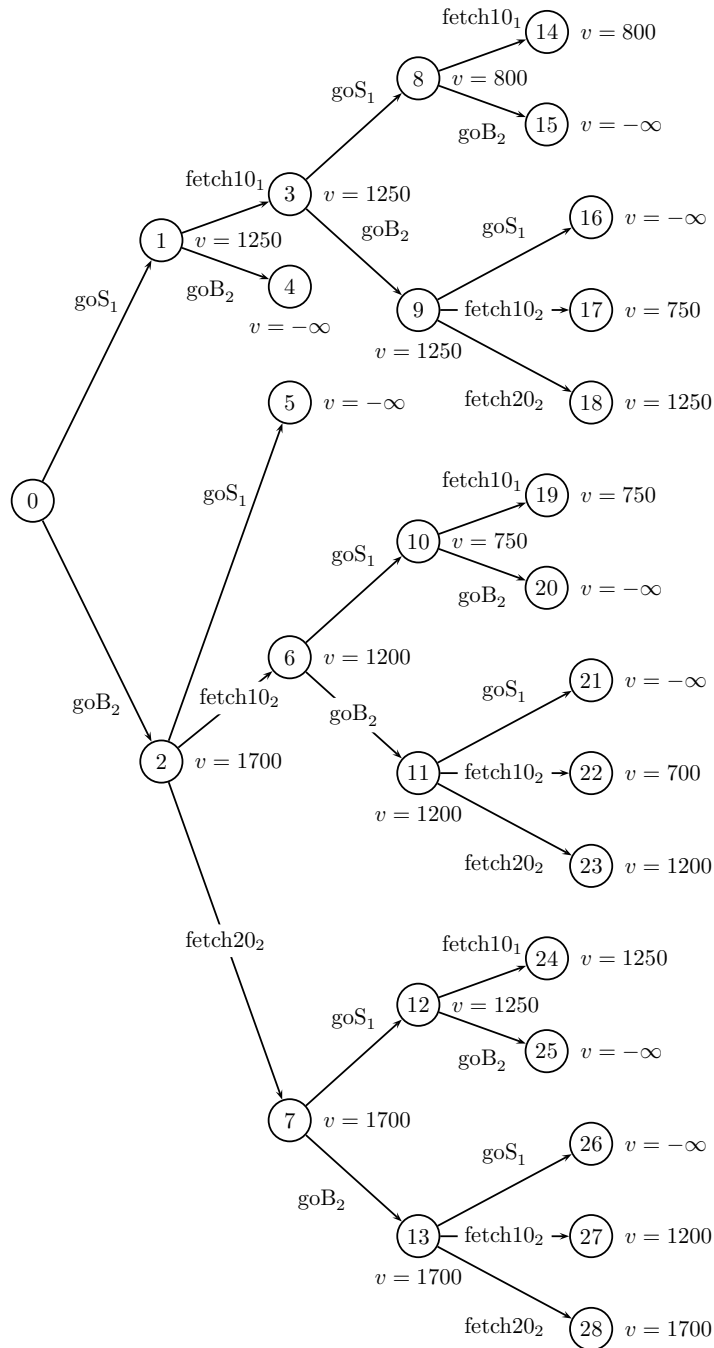 fetch10₁ 14 v = 800
8 v = 800
goS₁
goB₂ 15 v = −∞
fetch10₁
3 v = 1250
16 v = −∞
goS₁
goB₂
1 v = 1250
goB₂ 4
goS₁
9 fetch10₂ 17 v = 750
v = −∞
v = 1250
5 v = −∞
fetch20₂ 18 v = 1250
goS₁
0
fetch10₁ 19 v = 750
10 v = 750
goS₁
goB₂ 20 v = −∞
6 v = 1200
21 v = −∞
goS₁
fetch10₂
goB₂
goB₂
2 v = 1700
11 fetch10₂ 22 v = 700
v = 1200
fetch20₂ 23 v = 1200
fetch20₂
fetch10₁ 24 v = 1250
12 v = 1250
goS₁
goB₂ 25 v = −∞
7 v = 1700
26 v = −∞
goS₁
goB₂
13 fetch10₂ 27 v = 1200
v = 1700
fetch20₂ 28 v = 1700